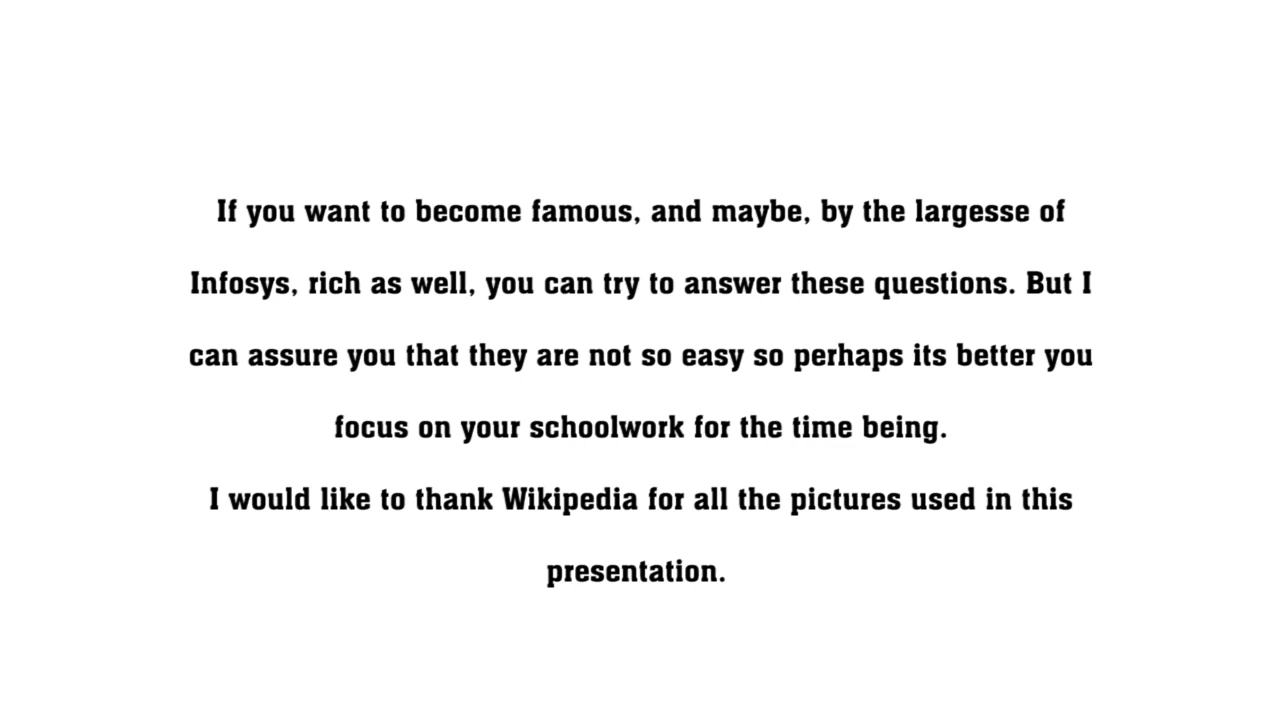 If you want to become famous, and maybe, by the largesse of
Infosys, rich as well, you can try to answer these questions. But I
can assure you that they are not so easy so perhaps its better you
focus on your schoolwork for the time being.
I would like to thank Wikipedia for all the pictures used in this
presentation.